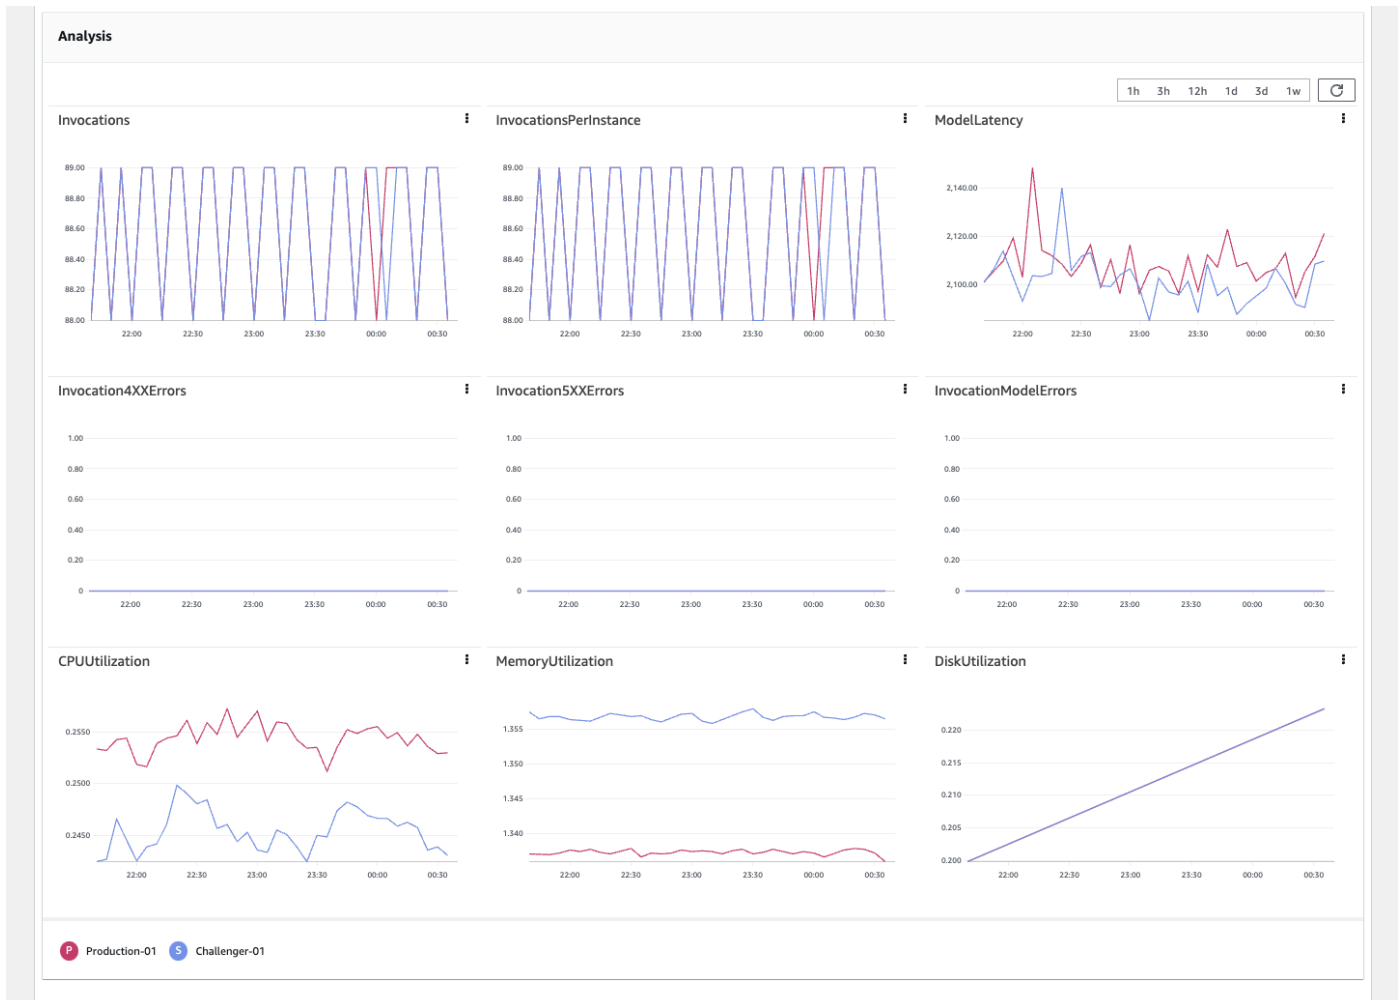 Analysis
1h 3h 12h 1d 3d 1w
Invocations
89.00
88.80
88.60
88.40
88.20
88.00
22:00 22:30 23:00 23:30 00:00 00:30
InvocationsPerInstance
89.00
88.80
88.60
88.40
88.20
88.00
22:00 22:30 23:00 23:30 00:00 00:30
ModelLatency
2,140.00
2,120.00
2,100.00
22:00 22:30 23:00 23:30 00:00 00:30
Invocation4XXErrors
1.00
0.80
0.60
0.40
0.20
0
22:00 22:30 23:00 23:30 00:00 00:30
Invocation5XXErrors
1.00
0.80
0.60
0.40
0.20
0
22:00 22:30 23:00 23:30 00:00 00:30
InvocationModelErrors
1.00
0.80
0.60
0.40
0.20
0
22:00 22:30 23:00 23:30 00:00 00:30
CPUUtilization
0.2550
0.2500
0.2450
22:00 22:30 23:00 23:30 00:00 00:30
MemoryUtilization
1.355
1.350
1.345
1.340
22:00 22:30 23:00 23:30 00:00 00:30
DiskUtilization
0.220
0.215
0.210
0.205
0.200
22:00 22:30 23:00 23:30 00:00 00:30
P Production-01 S Challenger-01